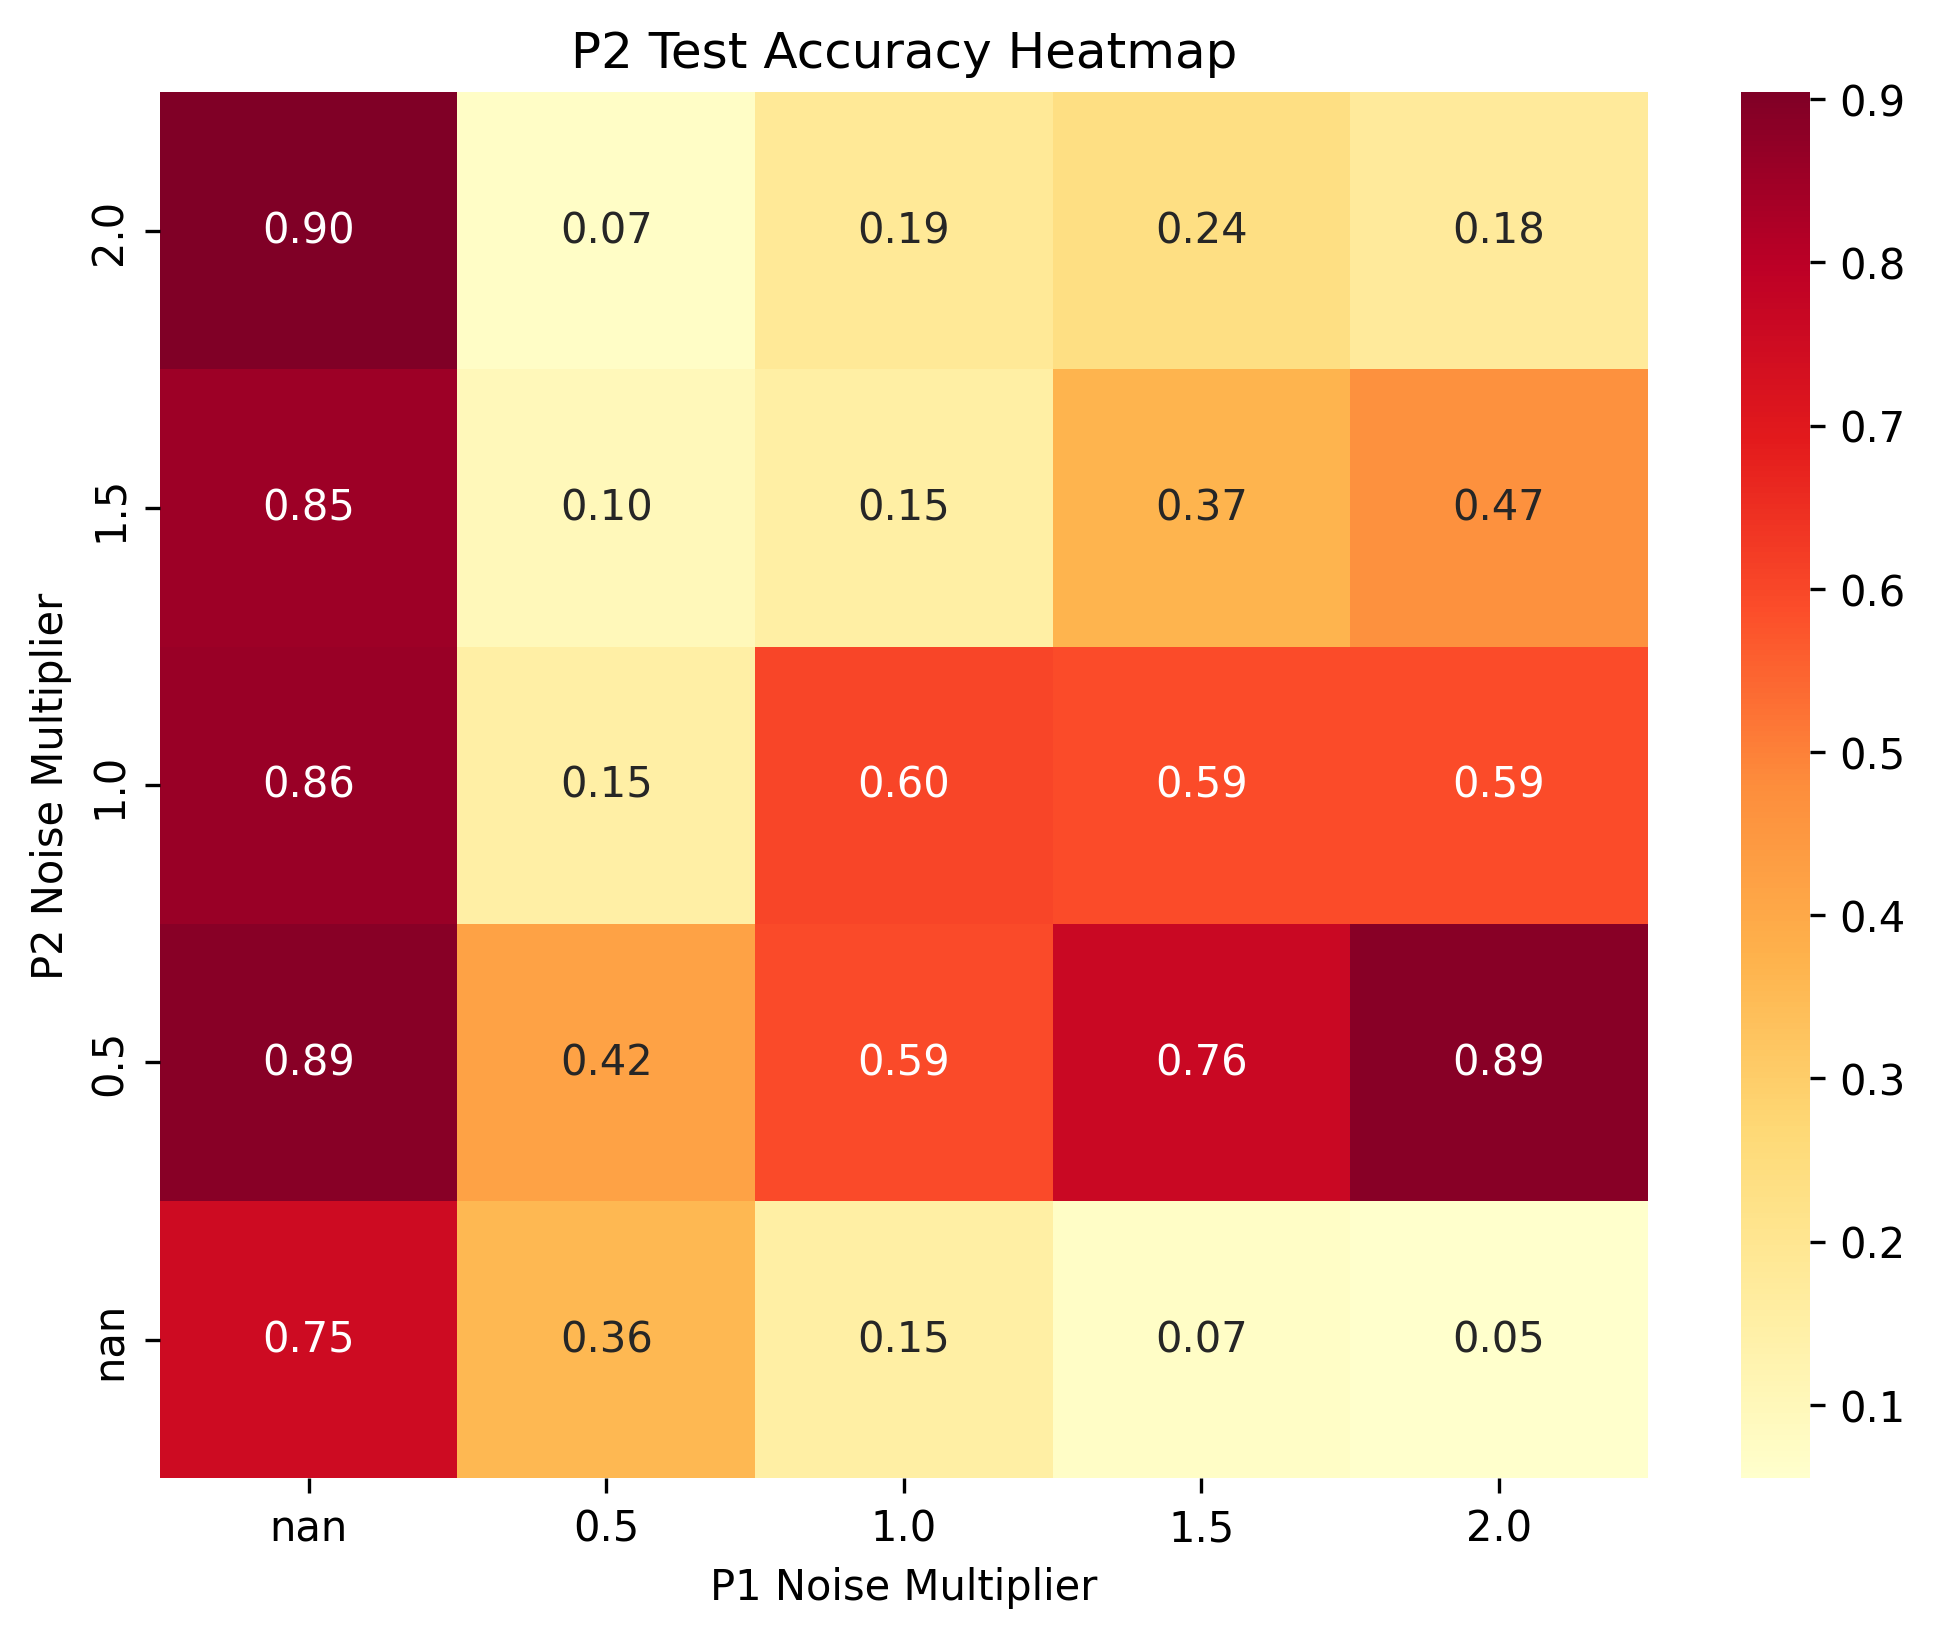 P2 Test Accuracy Heatmap
P2 Noise Multiplier
2.0 0.90 0.07 0.19 0.24 0.18
1.5 0.85 0.10 0.15 0.37 0.47
1.0 0.86 0.15 0.60 0.59 0.59
0.5 0.89 0.42 0.59 0.76 0.89
nan 0.75 0.36 0.15 0.07 0.05
nan 0.5 1.0 1.5 2.0
P1 Noise Multiplier
0.9
0.8
0.7
0.6
0.5
0.4
0.3
0.2
0.1